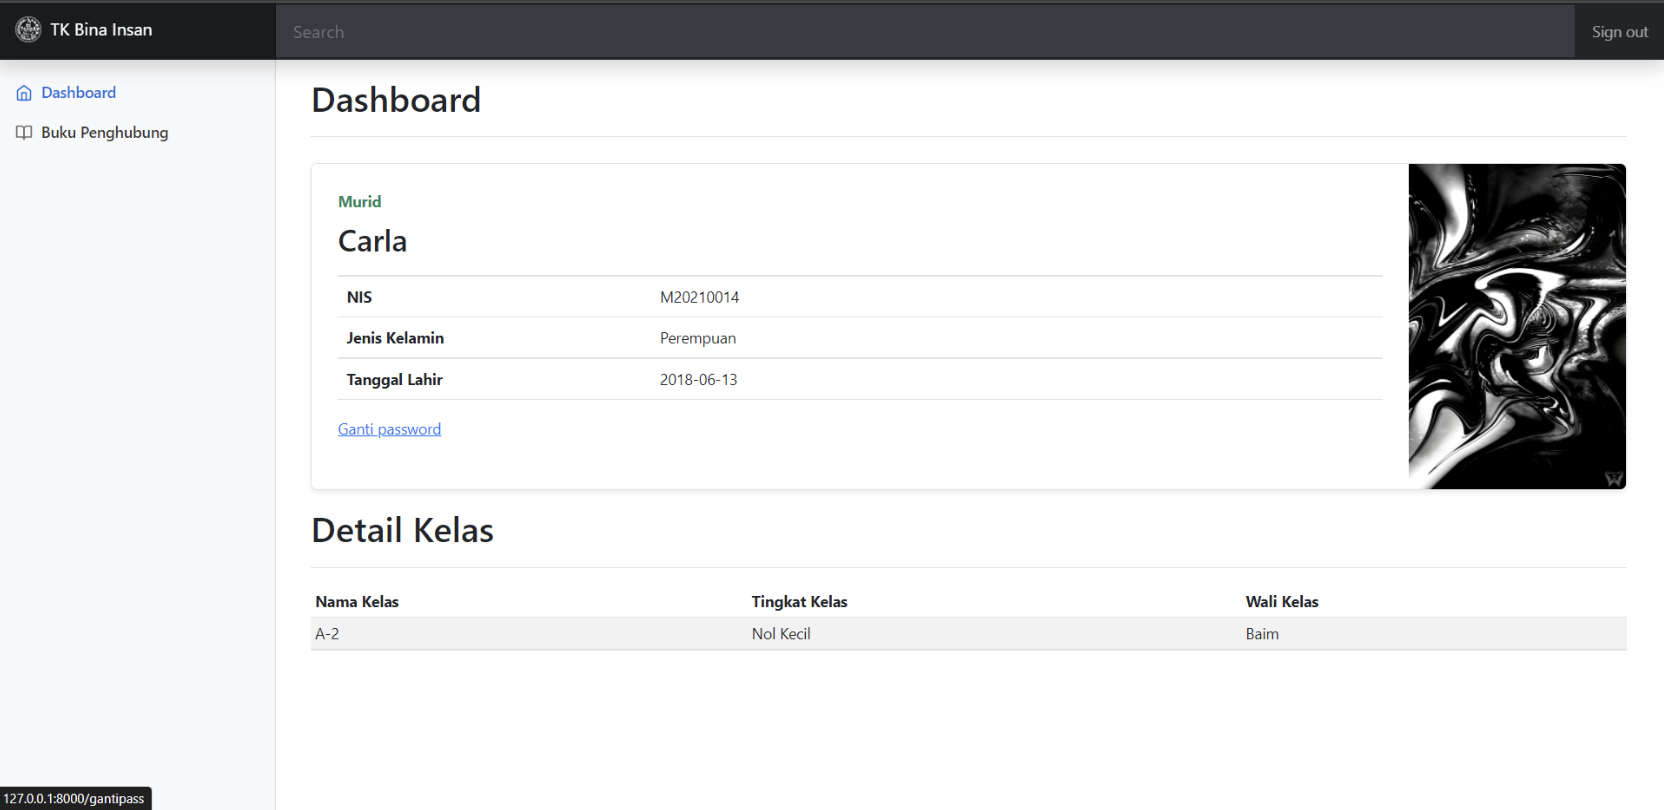 TK Bina Insan
Search
Sign out
Dashboard
Buku Penghubung
Dashboard
Murid
Carla
NIS M20210014
Jenis Kelamin Perempuan
Tanggal Lahir 2018-06-13
Ganti password
Detail Kelas
Nama Kelas Tingkat Kelas Wali Kelas
A-2 Nol Kecil Baim
127.0.0.1:8000/gantipass